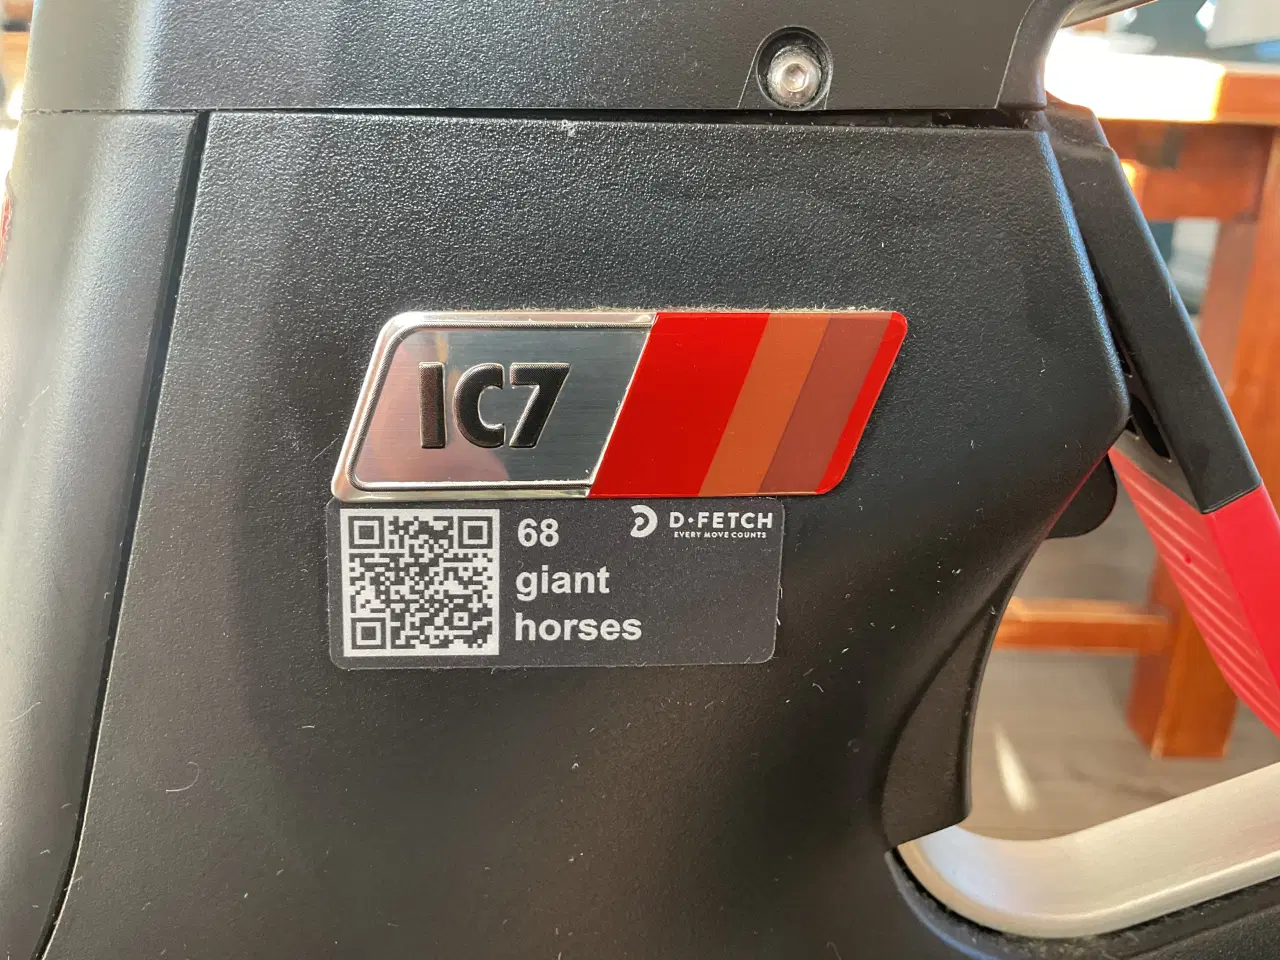 IC7
68
D•FETCH
EVERY MOVE COUNTS
giant
horses